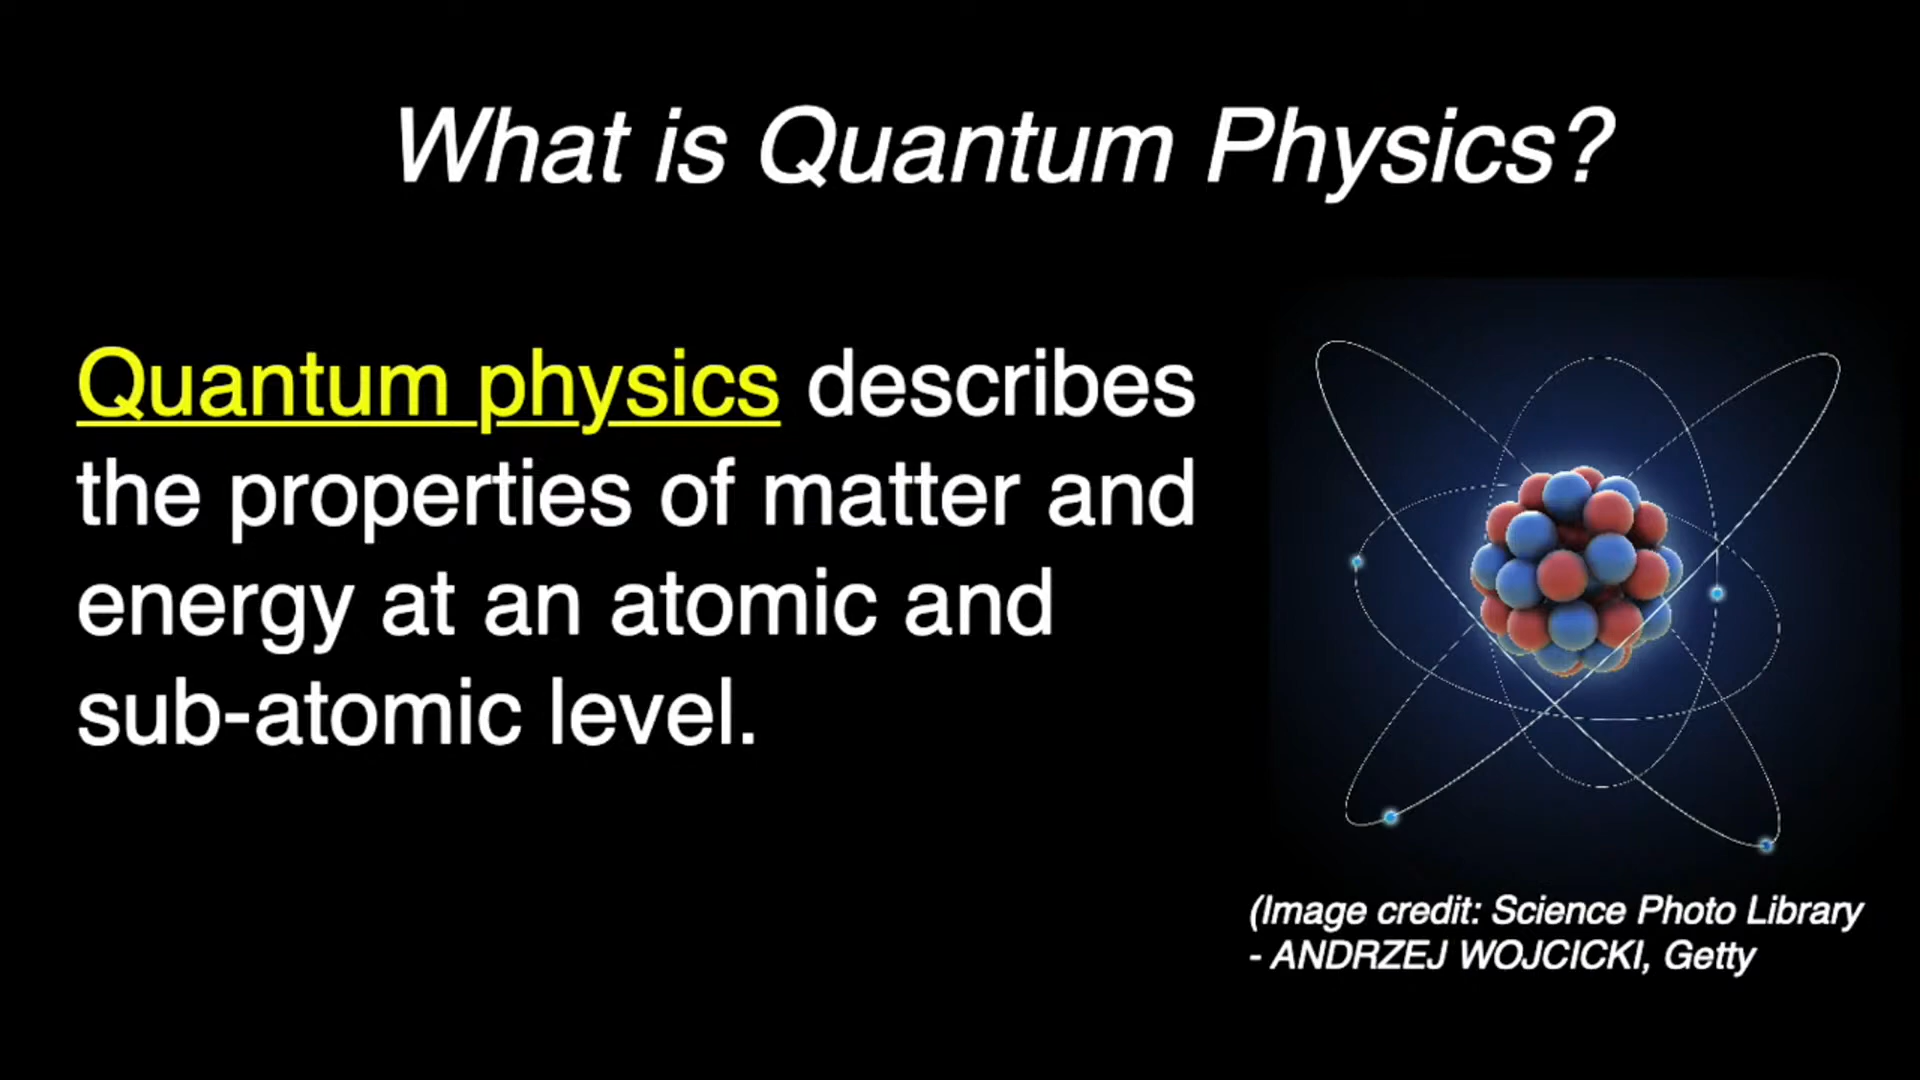 What is Quantum Physics?
Quantum physics describes
the properties of matter and
energy at an atomic and
sub-atomic level.
(Image credit: Science Photo Library
- ANDRZEJ WOJCICKI, Getty